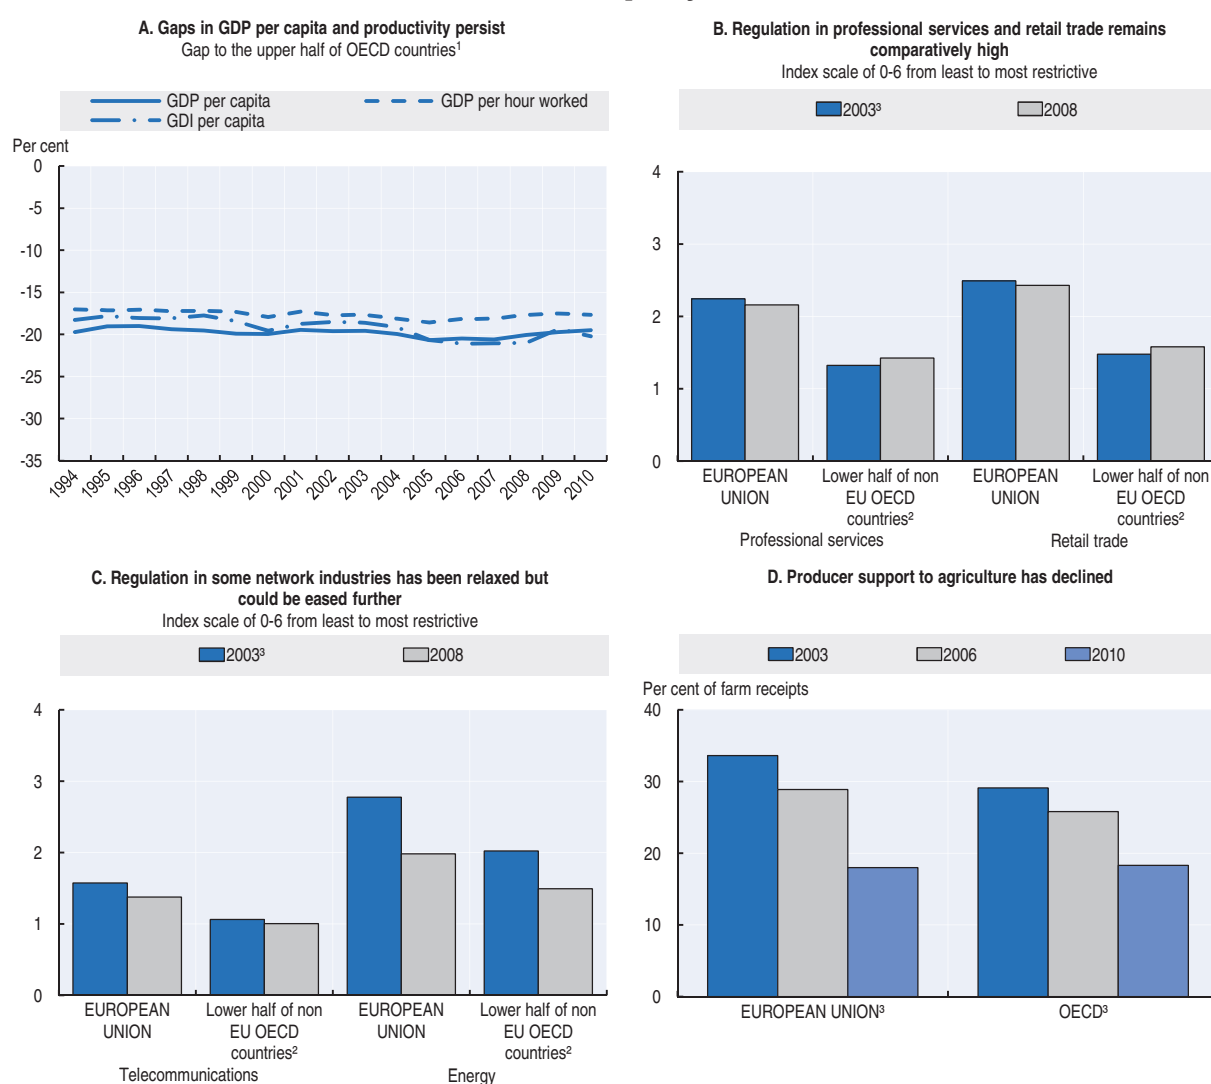 A. Gaps in GDP per capita and productivity persist
Gap to the upper half of OECD countries¹
GDP per capita
GDP per hour worked
GDI per capita
Per cent
0
-5
-10
-15
-20
-25
-30
-35
1994 1995 1996 1997 1998 1999 2000 2001 2002 2003 2004 2005 2006 2007 2008 2009 2010
B. Regulation in professional services and retail trade remains
comparatively high
Index scale of 0-6 from least to most restrictive
2003³
2008
4
3
2
1
0
EUROPEAN
UNION
Lower half of non
EU OECD
countries²
EUROPEAN
UNION
Lower half of non
EU OECD
countries²
Professional services
Retail trade
C. Regulation in some network industries has been relaxed but
could be eased further
Index scale of 0-6 from least to most restrictive
2003³
2008
4
3
2
1
0
EUROPEAN
UNION
Lower half of non
EU OECD
countries²
EUROPEAN
UNION
Lower half of non
EU OECD
countries²
Telecommunications
Energy
D. Producer support to agriculture has declined
2003
2006
2010
Per cent of farm receipts
40
30
20
10
0
EUROPEAN UNION³
OECD³